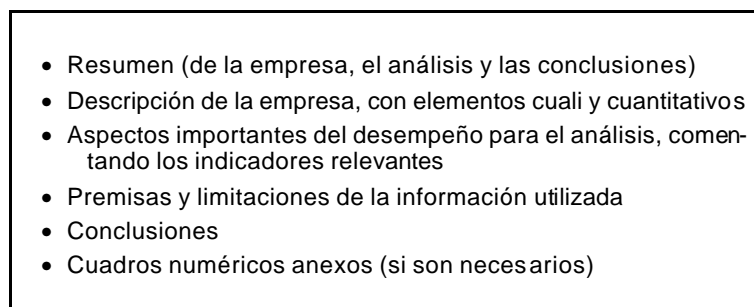 • Resumen (de la empresa, el análisis y las conclusiones)
• Descripción de la empresa, con elementos cuali y cuantitativos
• Aspectos importantes del desempeño para el análisis, comen-
tando los indicadores relevantes
• Premisas y limitaciones de la información utilizada
• Conclusiones
• Cuadros numéricos anexos (si son necesarios)